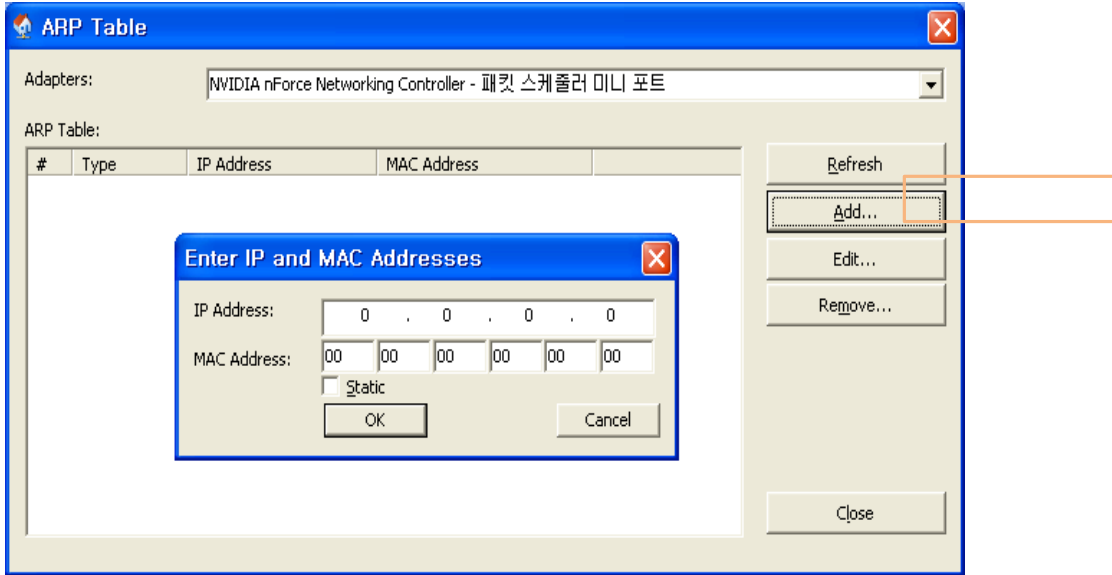 ARP Table
Adapters:
NVIDIA nForce Networking Controller - 패킷 스케줄러 미니 포트
ARP Table:
# Type IP Address MAC Address
Refresh
Add...
Edit...
Remove...
Enter IP and MAC Addresses
IP Address: 0 . 0 . 0 . 0
MAC Address: 00 00 00 00 00 00
Static
OK Cancel
Close